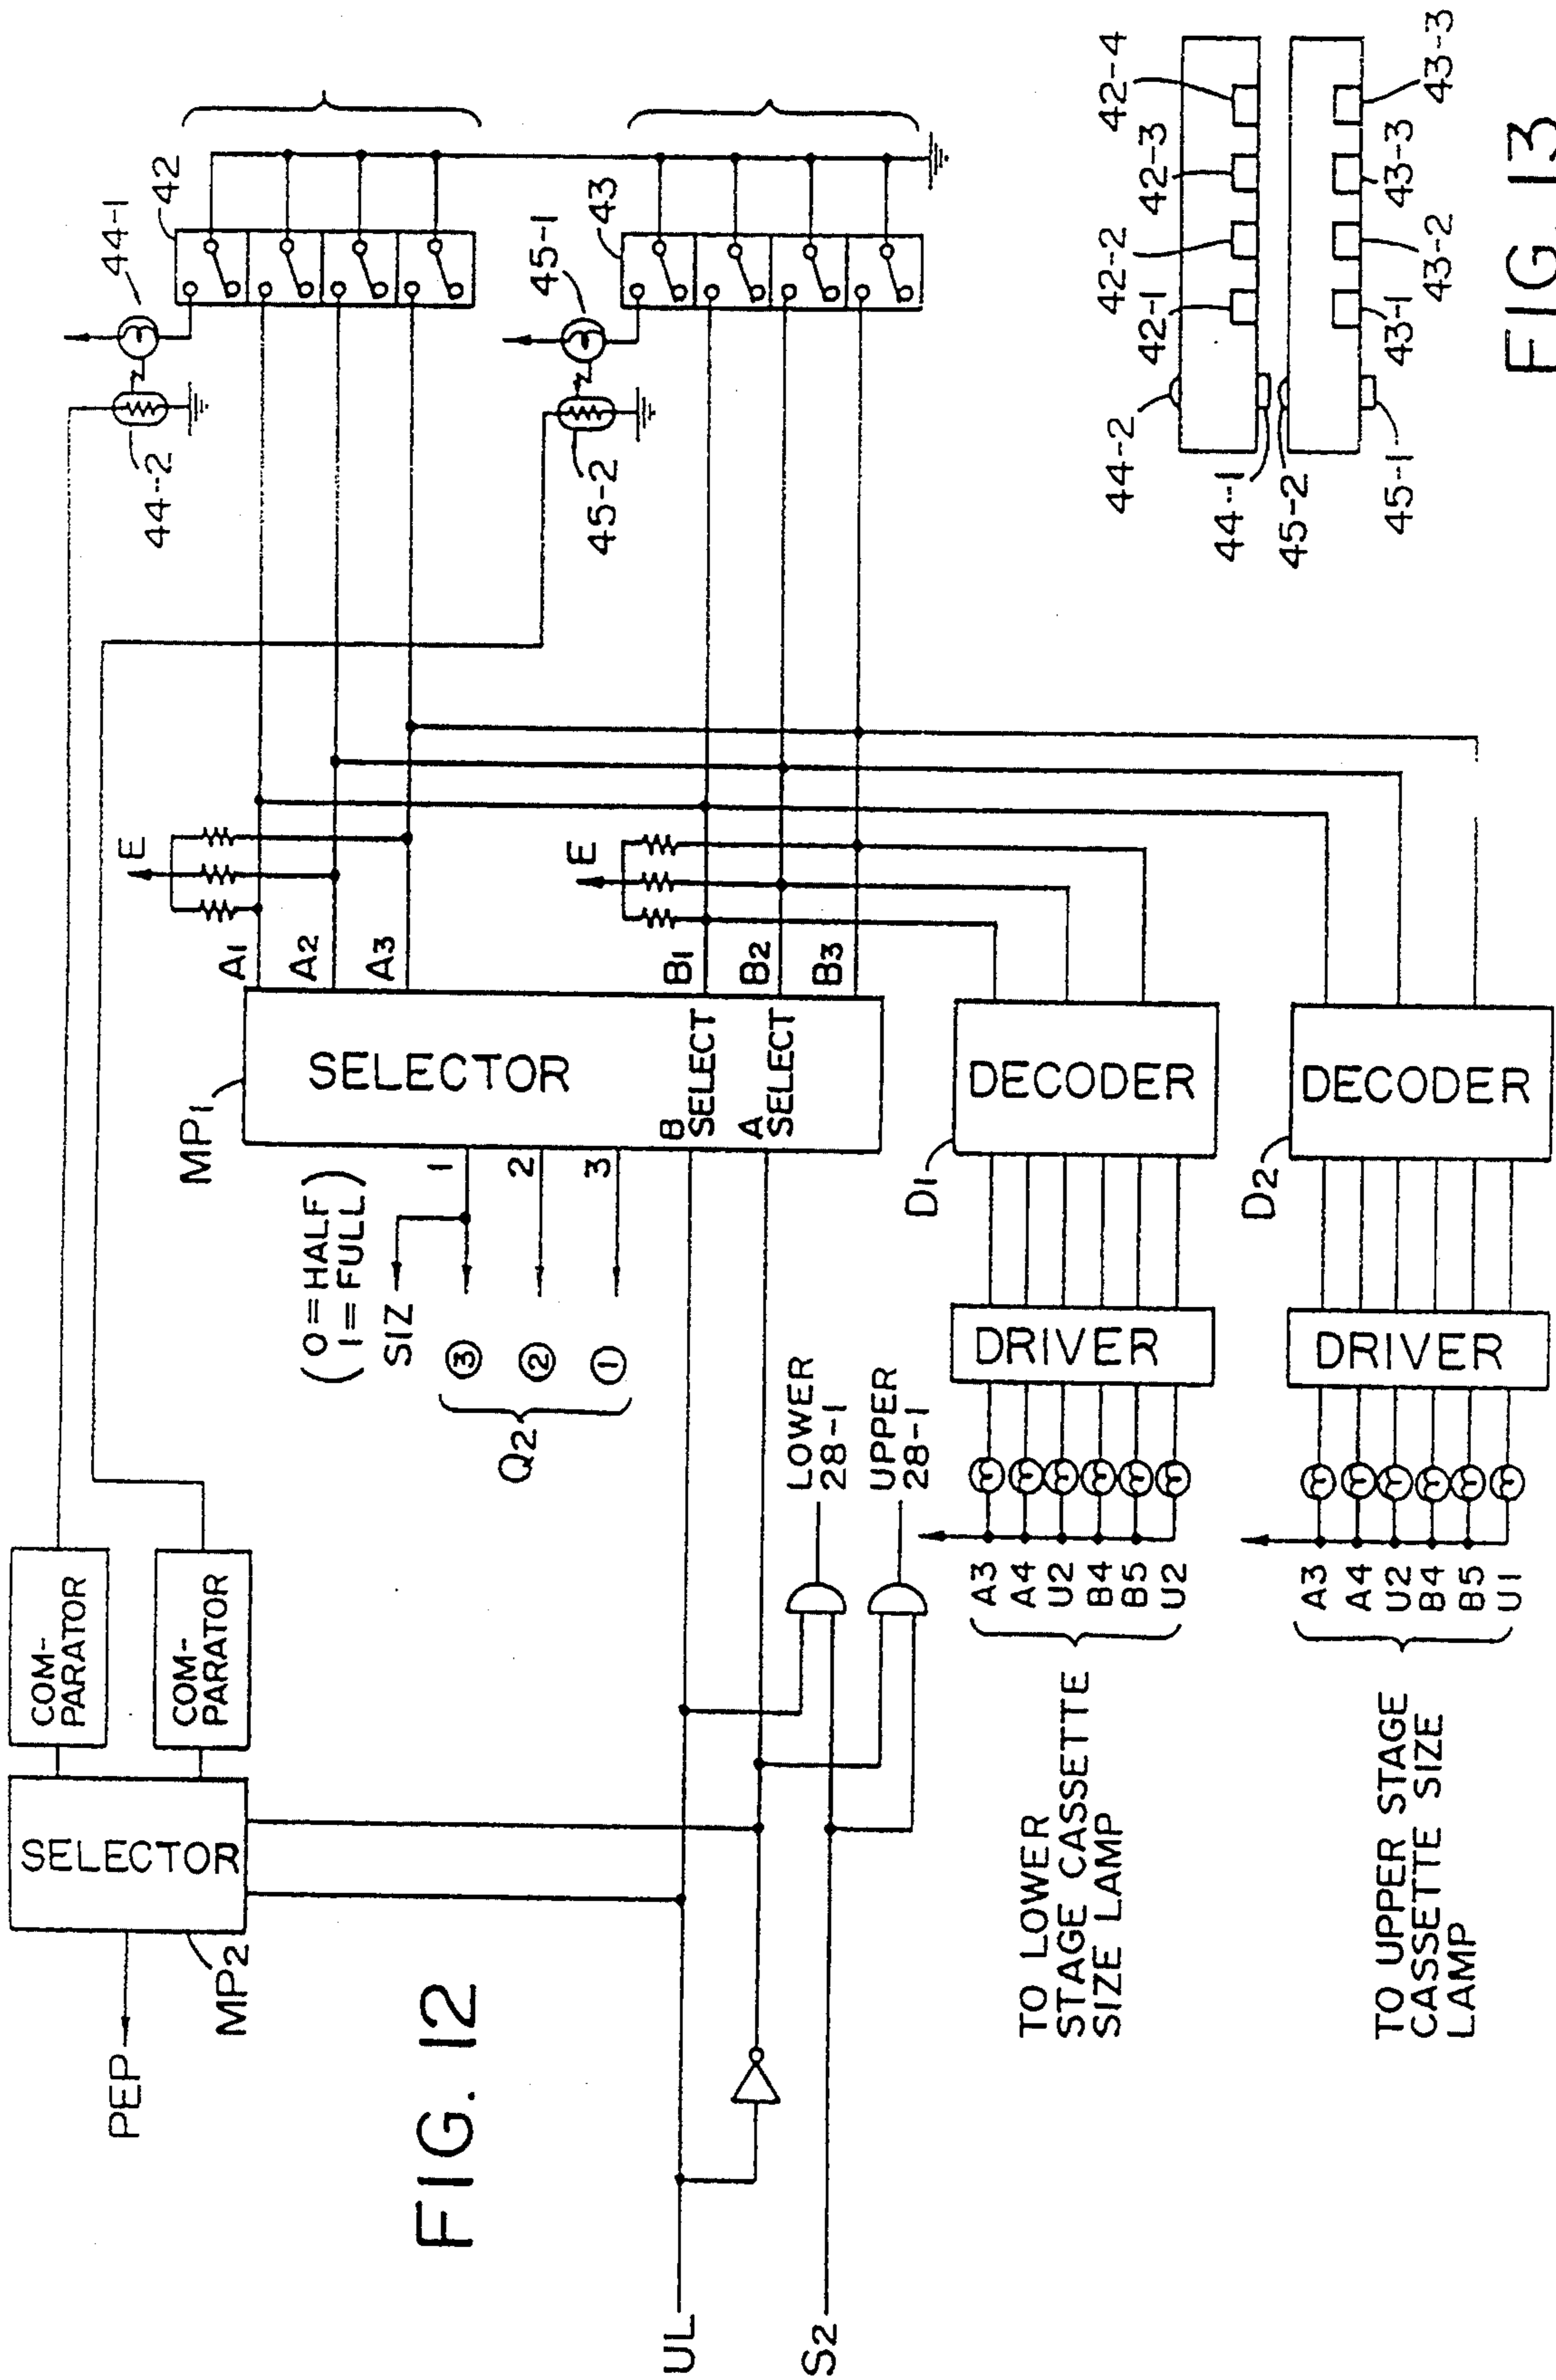 FIG. 12
PEP
MP2
SELECTOR
COM-
PARATOR
COM-
PARATOR
44-2
44-1
42
45-2
45-1
43
E
E
MP1
SELECTOR
A1
A2
A3
B1
B2
B3
B
SELECT
A
SELECT
1
2
3
(0=HALF
1=FULL)
SIZ
③
②
①
Q2
UL
S2
LOWER
28-1
UPPER
28-1
D1
DECODER
DRIVER
A3
A4
U2
B4
B5
U2
TO LOWER
STAGE CASSETTE
SIZE LAMP
D2
DECODER
DRIVER
A3
A4
U2
B4
B5
U1
TO UPPER STAGE
CASSETTE SIZE
LAMP
44-2
42-1
42-2
42-3
42-4
44-1
45-2
45-1
43-1
43-2
43-3
43-3
FIG. 13